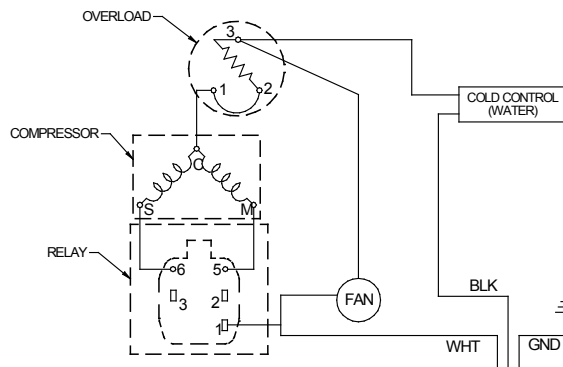 OVERLOAD
3
1
2
COLD CONTROL
(WATER)
COMPRESSOR
C
S
M
RELAY
6
5
3
2
1
FAN
BLK
WHT
GND